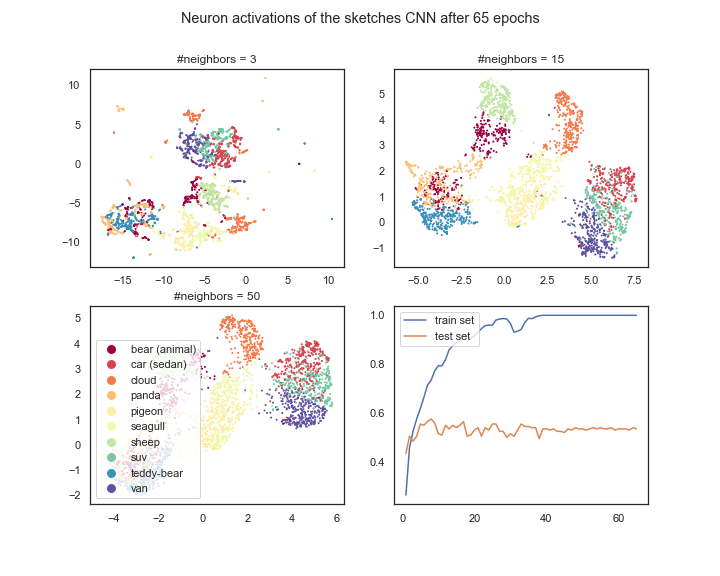 Neuron activations of the sketches CNN after 65 epochs
#neighbors = 3
10
5
0
−5
−10
−15
−10
−5
0
5
10
#neighbors = 15
5
4
3
2
1
0
−1
−5.0
−2.5
0.0
2.5
5.0
7.5
#neighbors = 50
5
4
3
2
1
0
−1
−2
−4
−2
0
2
4
6
bear (animal)
car (sedan)
cloud
panda
pigeon
seagull
sheep
suv
teddy-bear
van
train set
test set
1.0
0.8
0.6
0.4
0
20
40
60